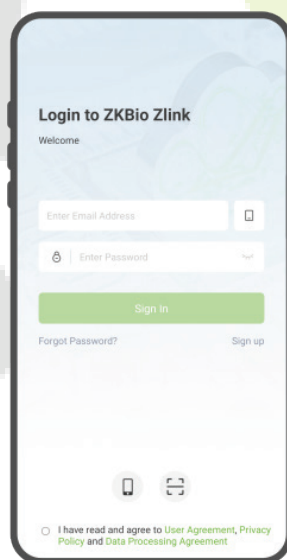 Login to ZKBio Zlink
Welcome
Enter Email Address
Enter Password
Sign In
Forgot Password? Sign up
I have read and agree to User Agreement, Privacy
Policy and Data Processing Agreement